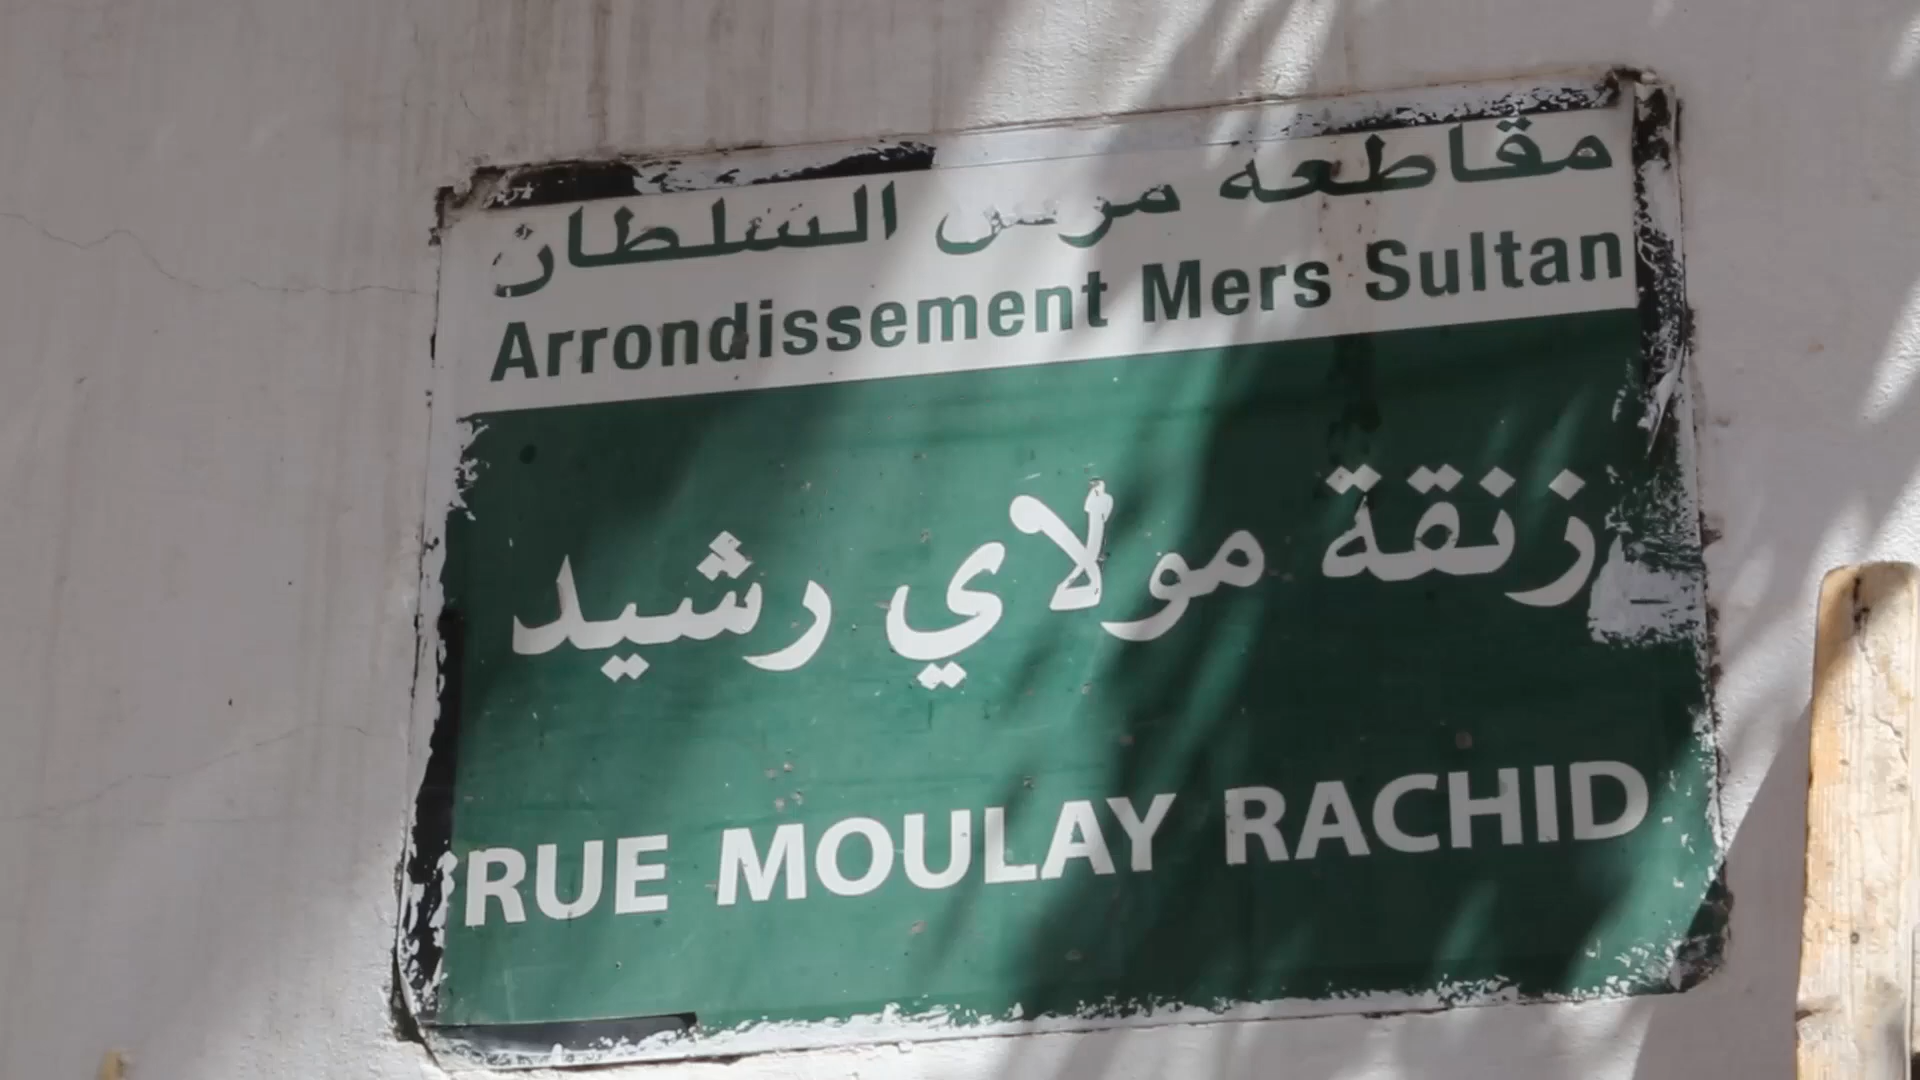 مقاطعة مرس السلطان
Arrondissement Mers Sultan
زنقة مولاي رشيد
RUE MOULAY RACHID